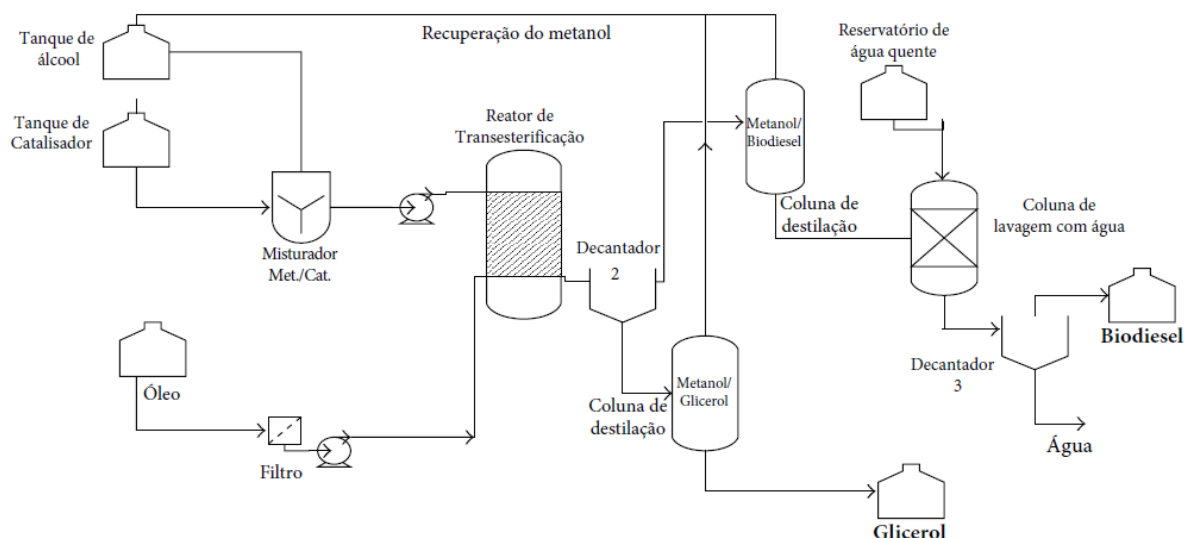 Tanque de
álcool
Recuperação do metanol
Reservatório de
água quente
Tanque de
Catalisador
Reator de
Transesterificação
Metanol/
Biodiesel
Coluna de
destilação
Coluna de
lavagem com água
Misturador
Met./Cat.
Decantador
2
Biodiesel
Decantador
3
Óleo
Metanol/
Glicerol
Coluna de
destilação
Água
Filtro
Glicerol